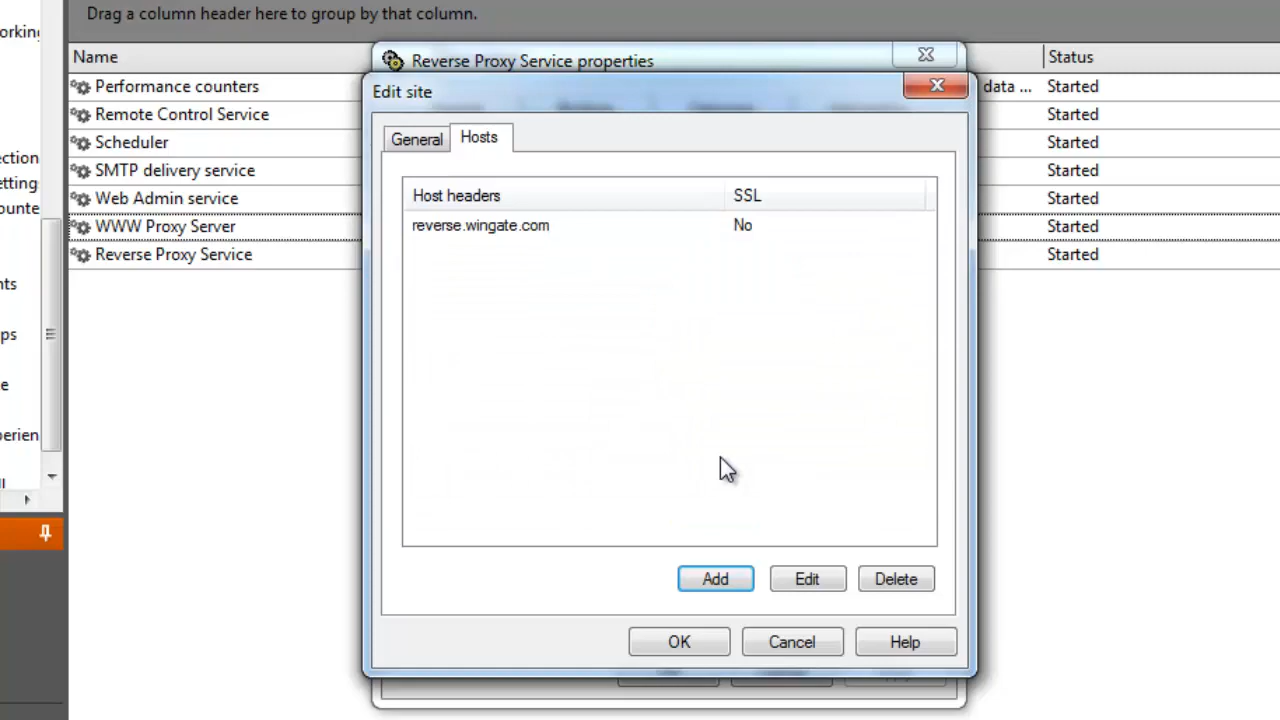 Drag a column header here to group by that column.
Name
Status
Reverse Proxy Service properties
Edit site
Performance counters
data ...
Started
Remote Control Service
Started
Scheduler
Started
SMTP delivery service
Started
Web Admin service
Started
WWW Proxy Server
Started
Reverse Proxy Service
Started
General
Hosts
Host headers
SSL
reverse.wingate.com
No
Add
Edit
Delete
OK
Cancel
Help